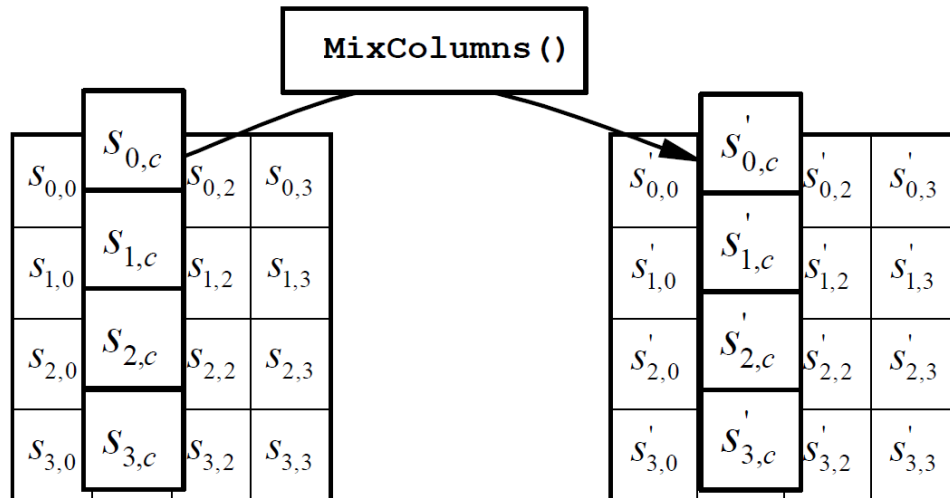 MixColumns()
s0,c s'0,c
s0,0 s0,2 s0,3 s'0,0 s'0,2 s'0,3
s1,c s'1,c
s1,0 s1,2 s1,3 s'1,0 s'1,2 s'1,3
s2,c s'2,c
s2,0 s2,2 s2,3 s'2,0 s'2,2 s'2,3
s3,c s'3,c
s3,0 s3,2 s3,3 s'3,0 s'3,2 s'3,3